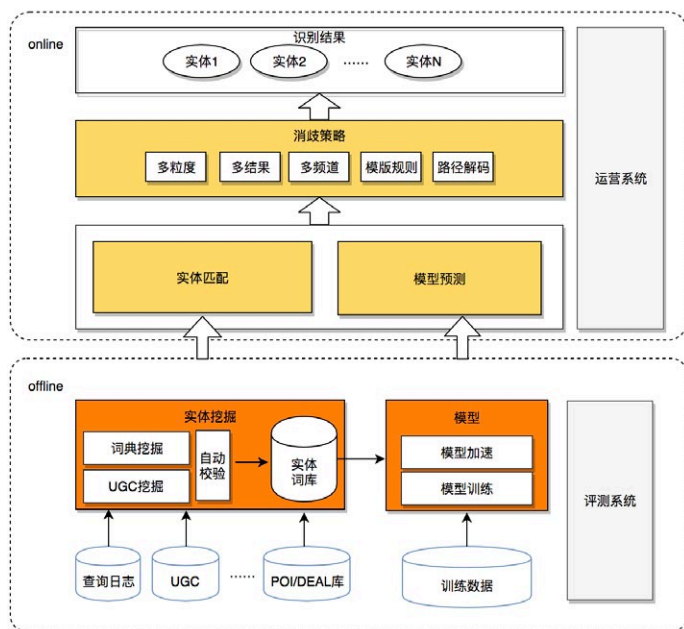 online
识别结果
实体1
实体2
......
实体N
消歧策略
多粒度
多结果
多频道
模版规则
路径解码
实体匹配
模型预测
运营系统
offline
实体挖掘
词典挖掘
UGC挖掘
自动
校验
实体
词库
模型
模型加速
模型训练
评测系统
查询日志
UGC
......
POI/DEAL库
训练数据